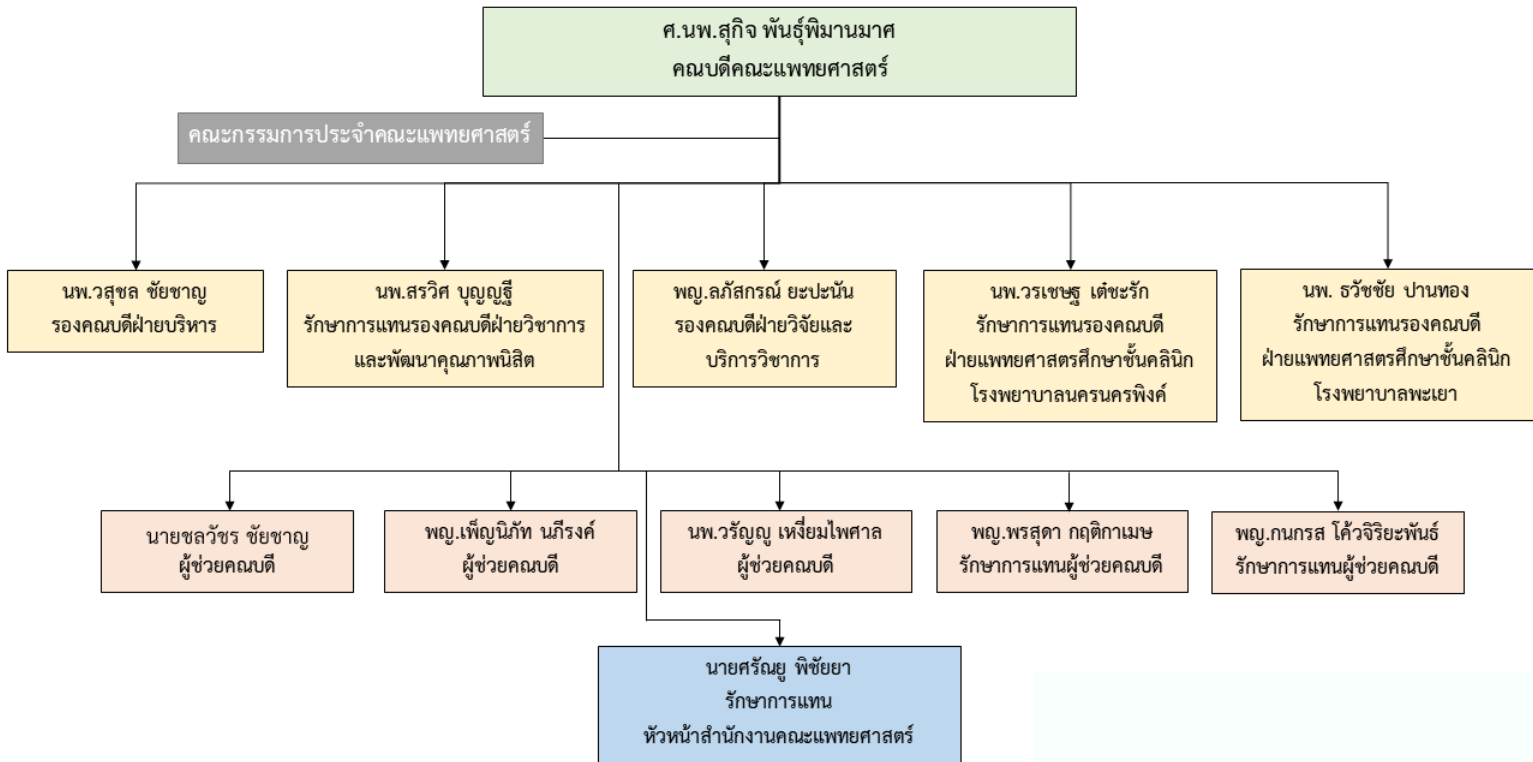 ศ.นพ.สุกิจ พันธุ์พิมานมาศ
คณบดีคณะแพทยศาสตร์
คณะกรรมการประจำคณะแพทยศาสตร์
นพ.วสุชล ชัยชาญ
รองคณบดีฝ่ายบริหาร
นพ.สรวิศ บุญญฐี
รักษาการแทนรองคณบดีฝ่ายวิชาการ
และพัฒนาคุณภาพนิสิต
พญ.ลภัสกรณ์ ยะปะนัน
รองคณบดีฝ่ายวิจัยและ
บริการวิชาการ
นพ.วรเชษฐ เต๋ชะรัก
รักษาการแทนรองคณบดี
ฝ่ายแพทยศาสตรศึกษาชั้นคลินิก
โรงพยาบาลนครนครพิงค์
นพ. ธวัชชัย ปานทอง
รักษาการแทนรองคณบดี
ฝ่ายแพทยศาสตรศึกษาชั้นคลินิก
โรงพยาบาลพะเยา
นายชลวัชร ชัยชาญ
ผู้ช่วยคณบดี
พญ.เพ็ญนิภัท นภีรงค์
ผู้ช่วยคณบดี
นพ.วรัญญู เหงี่ยมไพศาล
ผู้ช่วยคณบดี
พญ.พรสุดา กฤติกาเมษ
รักษาการแทนผู้ช่วยคณบดี
พญ.กนกรส โค้วจิริยะพันธ์
รักษาการแทนผู้ช่วยคณบดี
นายศรัณยู พิชัยยา
รักษาการแทน
หัวหน้าสำนักงานคณะแพทยศาสตร์